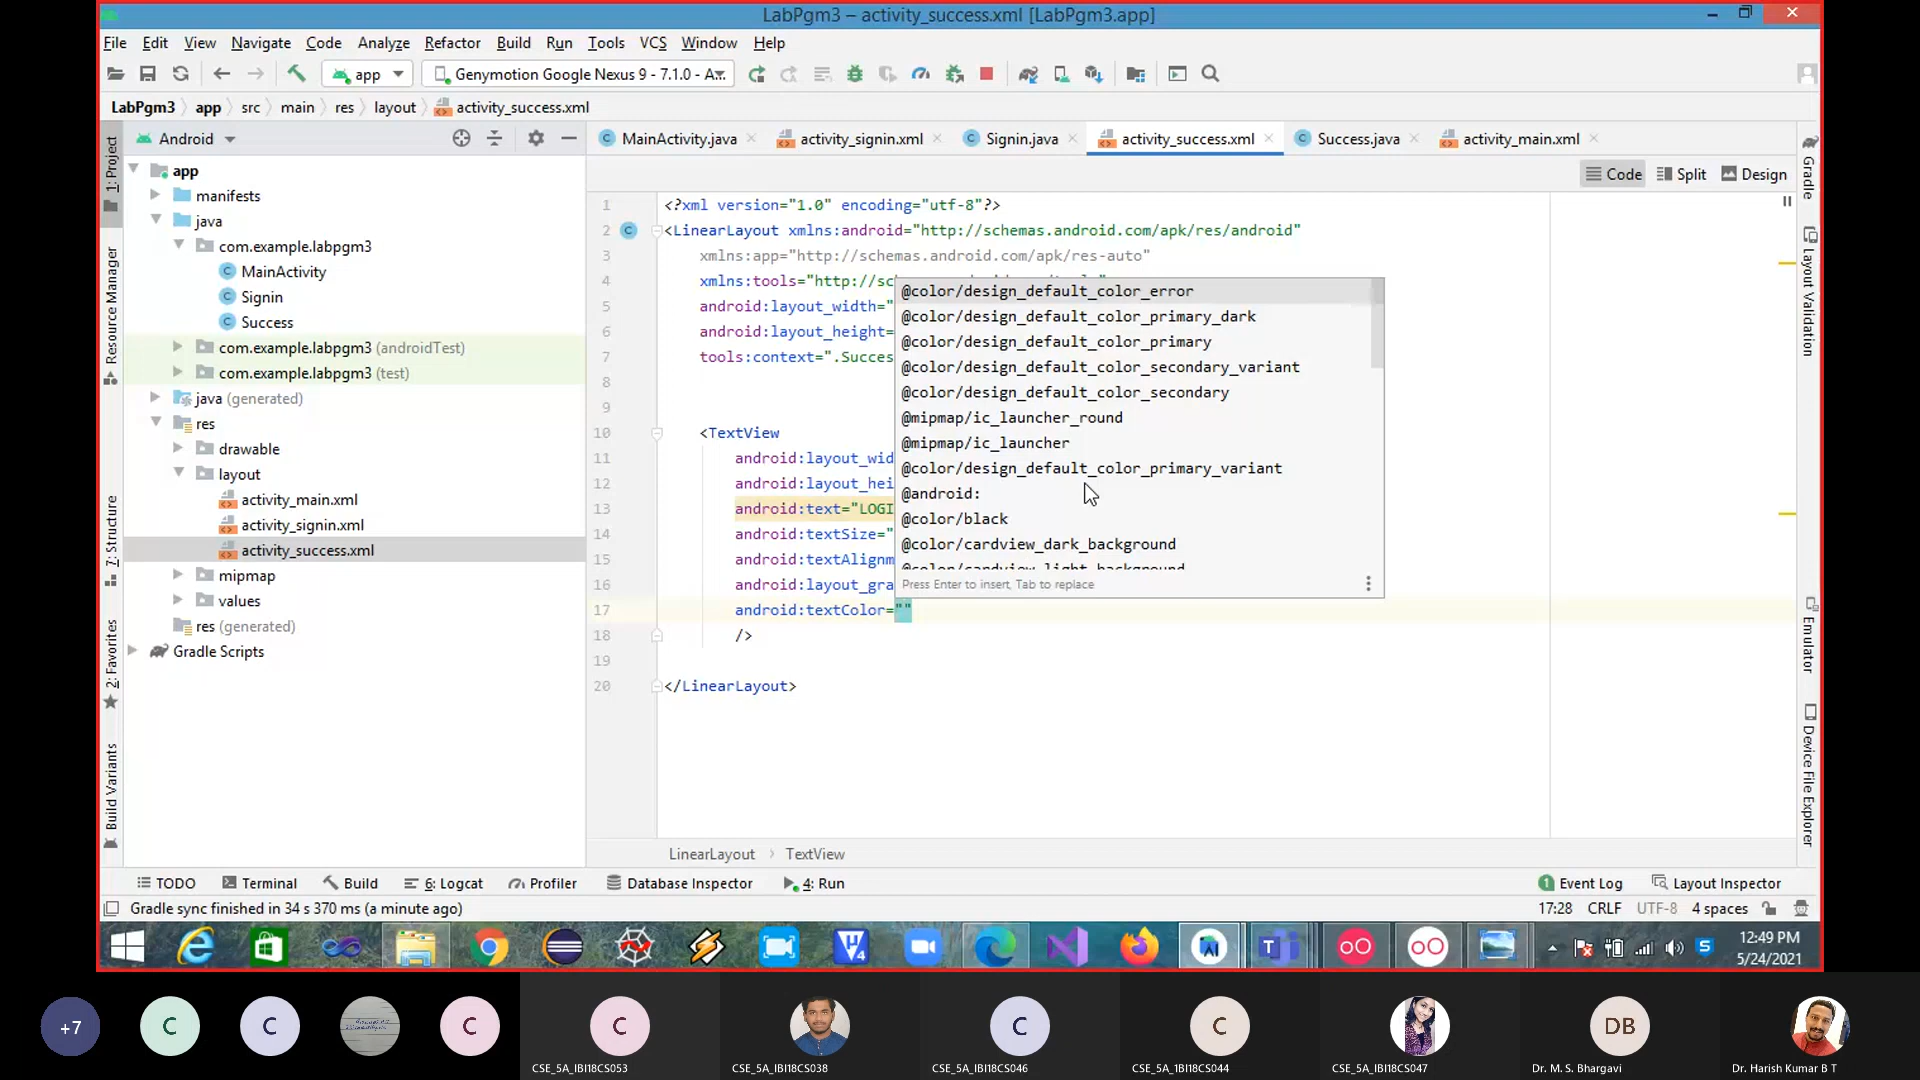 LabPgm3 – activity_success.xml [LabPgm3.app]
File Edit View Navigate Code Analyze Refactor Build Run Tools VCS Window Help
app Genymotion Google Nexus 9 - 7.1.0 - A...
LabPgm3 app src main res layout activity_success.xml
Android
MainActivity.java activity_signin.xml Signin.java activity_success.xml Success.java activity_main.xml
Code Split Design
1: Project
Resource Manager
7: Structure
2: Favorites
Build Variants
app
manifests
java
com.example.labpgm3
MainActivity
Signin
Success
com.example.labpgm3 (androidTest)
com.example.labpgm3 (test)
java (generated)
res
drawable
layout
activity_main.xml
activity_signin.xml
activity_success.xml
mipmap
values
res (generated)
Gradle Scripts
1 <?xml version="1.0" encoding="utf-8"?>
2 <LinearLayout xmlns:android="http://schemas.android.com/apk/res/android"
3 xmlns:app="http://schemas.android.com/apk/res-auto"
4 xmlns:tools="http://sc
5 android:layout_width="
6 android:layout_height=
7 tools:context=".Succes
8
9
10 <TextView
11 android:layout_wid
12 android:layout_hei
13 android:text="LOGI
14 android:textSize="
15 android:textAlignm
16 android:layout_gra
17 android:textColor=""
18 />
19
20 </LinearLayout>
@color/design_default_color_error
@color/design_default_color_primary_dark
@color/design_default_color_primary
@color/design_default_color_secondary_variant
@color/design_default_color_secondary
@mipmap/ic_launcher_round
@mipmap/ic_launcher
@color/design_default_color_primary_variant
@android:
@color/black
@color/cardview_dark_background
@color/cardview_light_background
Press Enter to insert, Tab to replace
Gradle
Layout Validation
Emulator
Device File Explorer
LinearLayout TextView
TODO Terminal Build 6: Logcat Profiler Database Inspector 4: Run 1 Event Log Layout Inspector
Gradle sync finished in 34 s 370 ms (a minute ago) 17:28 CRLF UTF-8 4 spaces
12:49 PM
5/24/2021
+7 C C C C C C DB
CSE_5A_IBI18CS053 CSE_5A_IBI18CS038 CSE_5A_IBI18CS046 CSE_5A_1BI18CS044 CSE_5A_IBI18CS047 Dr. M. S. Bhargavi Dr. Harish Kumar B T